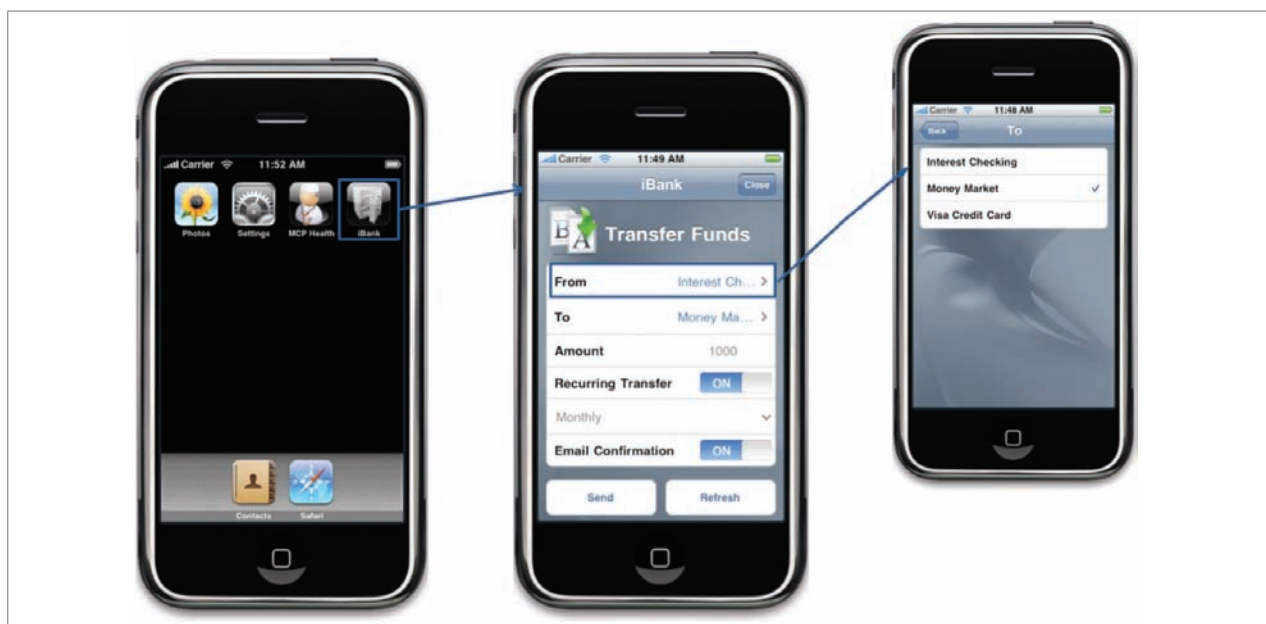 Carrier 11:52 AM
Photos Settings MCP Health iBank
Contacts Safari
Carrier 11:49 AM
iBank Close
B A Transfer Funds
From Interest Ch... >
To Money Ma... >
Amount 1000
Recurring Transfer ON
Monthly
Email Confirmation ON
Send Refresh
Carrier 11:48 AM
Back To
Interest Checking
Money Market ✓
Visa Credit Card